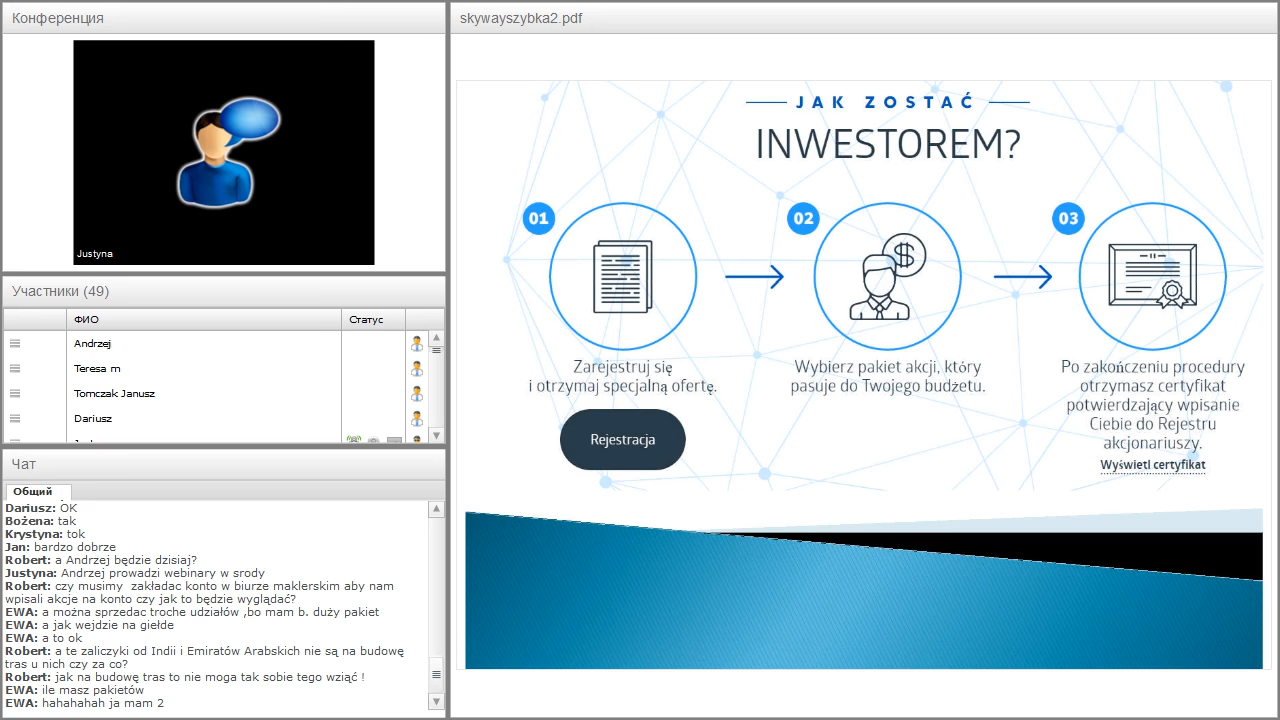 Конференция
Justyna
Участники (49)
ФИО
Статус
Andrzej
Teresa m
Tomczak Janusz
Dariusz
Чат
Общий
Dariusz: OK
Bożena: tak
Krystyna: tok
Jan: bardzo dobrze
Robert: a Andrzej będzie dzisiaj?
Justyna: Andrzej prowadzi webinary w srody
Robert: czy musimy zakładac konto w biurze maklerskim aby nam
wpisali akcje na konto czy jak to będzie wyglądać?
EWA: a można sprzedac troche udziałów ,bo mam b. duży pakiet
EWA: a jak wejdzie na giełde
EWA: a to ok
Robert: a te zaliczyki od Indii i Emiratów Arabskich nie są na budowę
tras u nich czy za co?
Robert: jak na budowę tras to nie moga tak sobie tego wziąć !
EWA: ile masz pakietów
EWA: hahahahah ja mam 2
skywayszybka2.pdf
JAK ZOSTAĆ
INWESTOREM?
01
Zarejestruj się
i otrzymaj specjalną ofertę.
Rejestracja
02
Wybierz pakiet akcji, który
pasuje do Twojego budżetu.
03
Po zakończeniu procedury
otrzymasz certyfikat
potwierdzający wpisanie
Ciebie do Rejestru
akcjonariuszy.
Wyświetl certyfikat